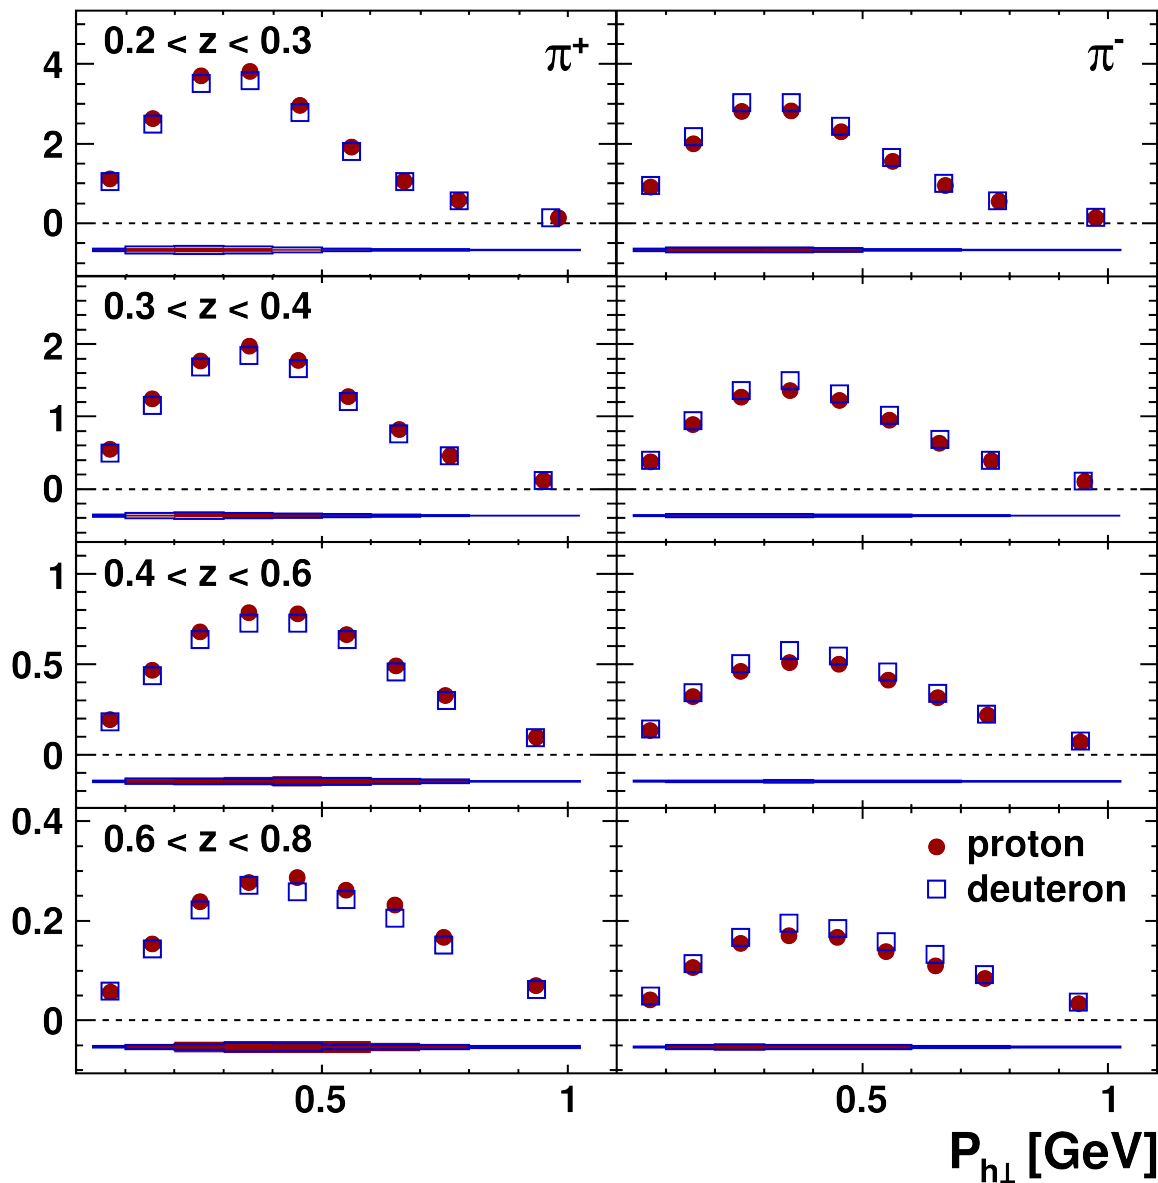 0.2 < z < 0.3
π+
π-
4
2
0
0.3 < z < 0.4
2
1
0
0.4 < z < 0.6
1
0.5
0
0.6 < z < 0.8
0.4
0.2
0
proton
deuteron
0.5
1
0.5
1
Ph⊥ [GeV]